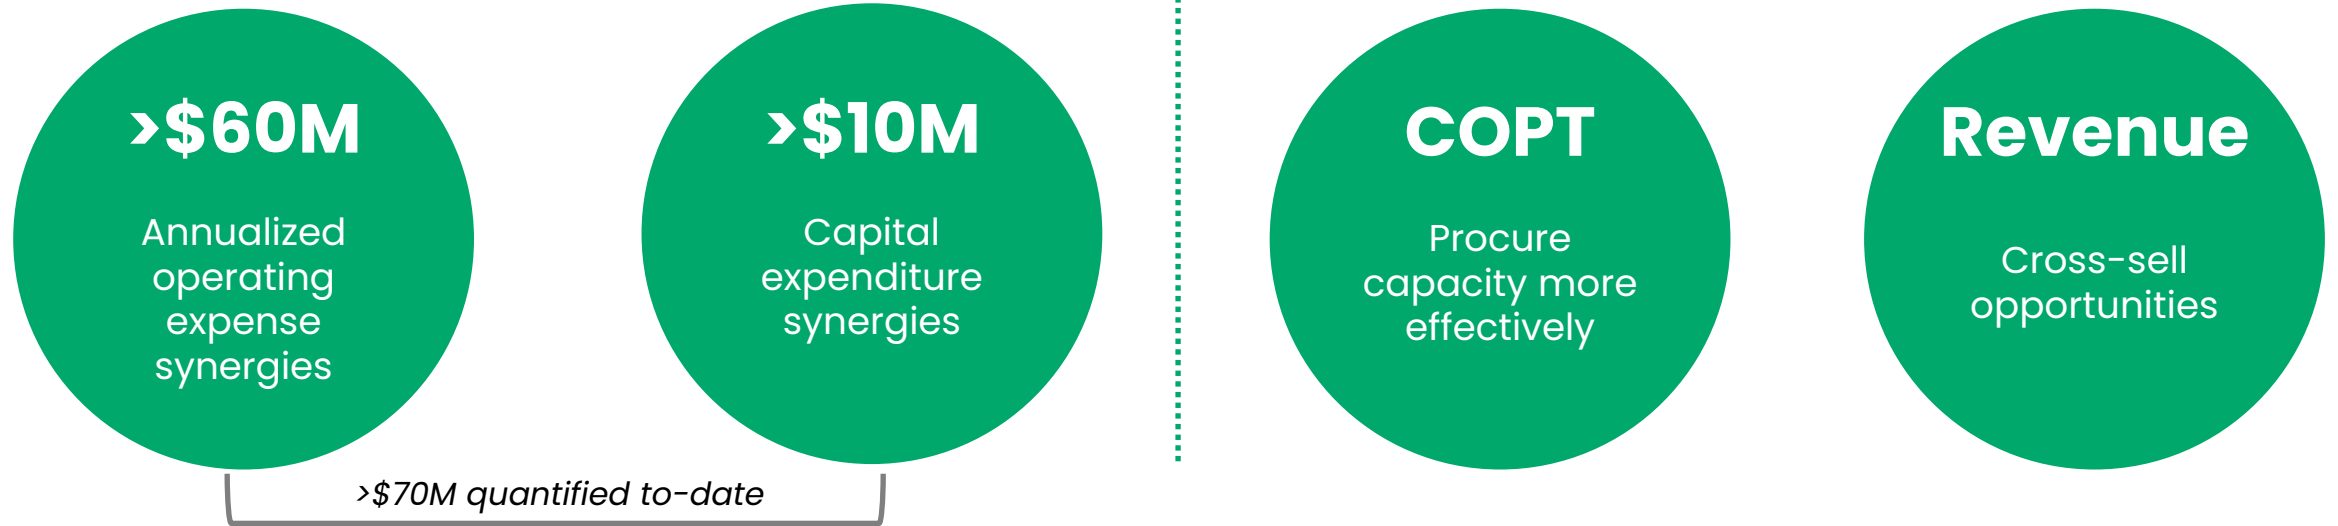 >$60M
Annualized
operating
expense
synergies
>$10M
Capital
expenditure
synergies
>$70M quantified to-date
COPT
Procure
capacity more
effectively
Revenue
Cross-sell
opportunities